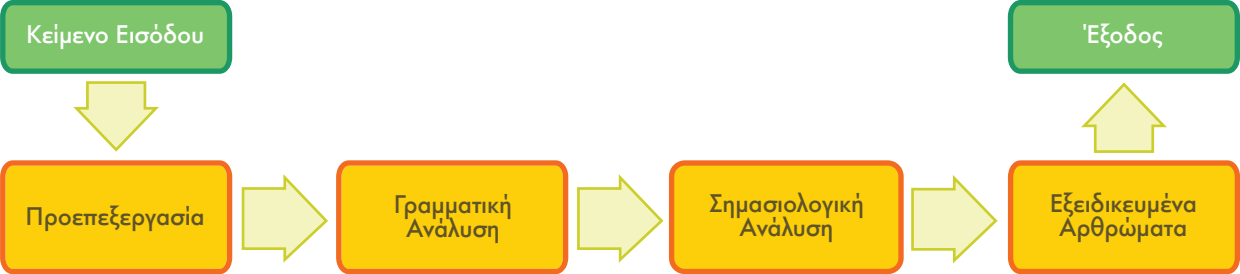 Κείμενο Εισόδου
Έξοδος
Προεπεξεργασία
Γραμματική
Ανάλυση
Σημασιολογική
Ανάλυση
Εξειδικευμένα
Αρθρώματα